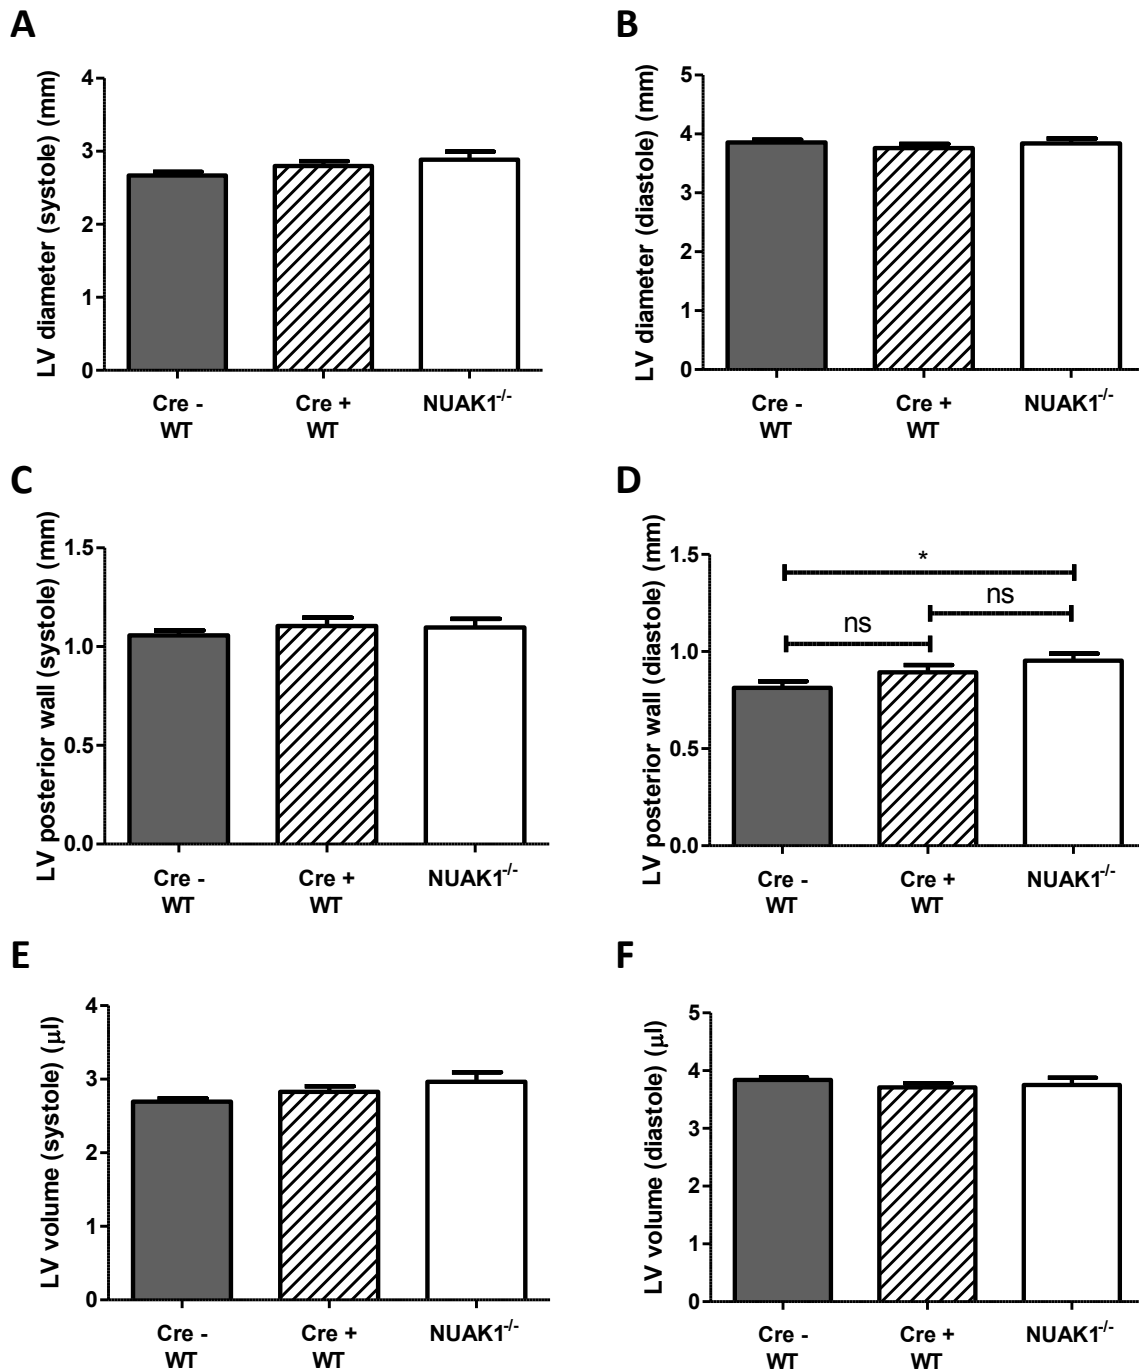 A
LV diameter (systole) (mm)
4
3
2
1
0
Cre -
WT
Cre +
WT
NUAK1-/-
B
LV diameter (diastole) (mm)
5
4
3
2
1
0
Cre -
WT
Cre +
WT
NUAK1-/-
C
LV posterior wall (systole) (mm)
1.5
1.0
0.5
0.0
Cre -
WT
Cre +
WT
NUAK1-/-
D
LV posterior wall (diastole) (mm)
1.5
1.0
0.5
0.0
*
ns
ns
Cre -
WT
Cre +
WT
NUAK1-/-
E
LV volume (systole) (µl)
4
3
2
1
0
Cre -
WT
Cre +
WT
NUAK1-/-
F
LV volume (diastole) (µl)
5
4
3
2
1
0
Cre -
WT
Cre +
WT
NUAK1-/-